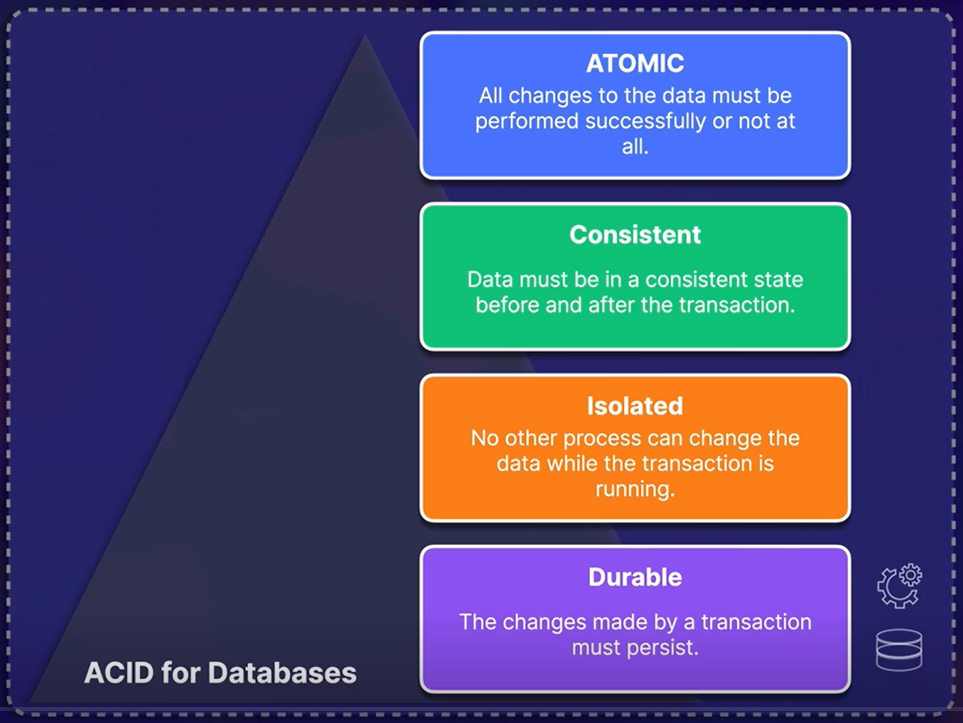 ATOMIC
All changes to the data must be
performed successfully or not at
all.
Consistent
Data must be in a consistent state
before and after the transaction.
Isolated
No other process can change the
data while the transaction is
running.
Durable
The changes made by a transaction
must persist.
ACID for Databases